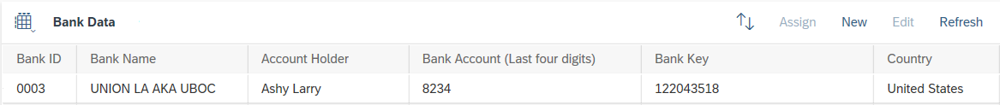 Bank Data Assign New Edit Refresh
Bank ID Bank Name Account Holder Bank Account (Last four digits) Bank Key Country
0003 UNION LA AKA UBOC Ashy Larry 8234 122043518 United States